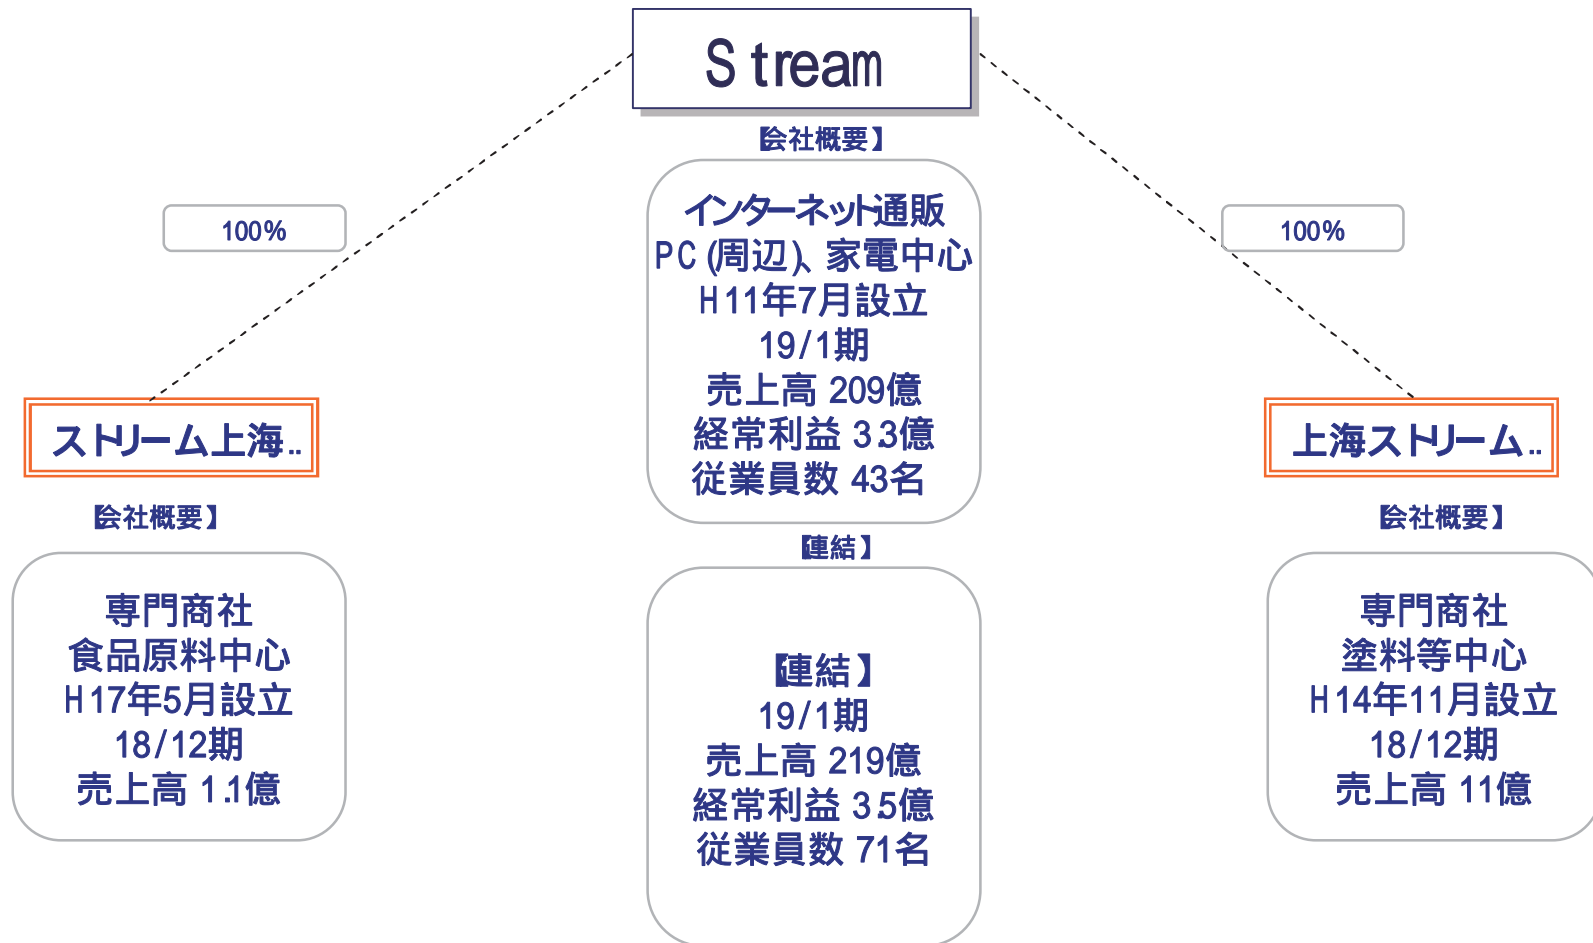 Stream
【会社概要】
インターネット通販
PC(周辺)、家電中心
H11年7月設立
19/1期
売上高 209億
経常利益 3.3億
従業員数 43名
100%
100%
ストリーム上海..
【会社概要】
専門商社
食品原料中心
H17年5月設立
18/12期
売上高 1.1億
【連結】
【連結】
19/1期
売上高 219億
経常利益 3.5億
従業員数 71名
上海ストリーム..
【会社概要】
専門商社
塗料等中心
H14年11月設立
18/12期
売上高 11億